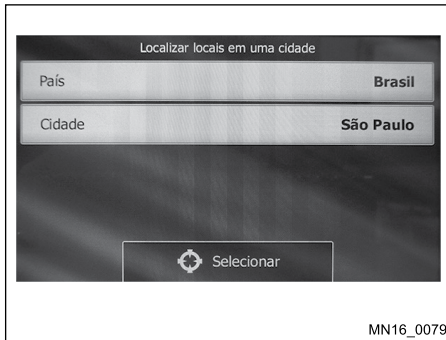 Localizar locais em uma cidade
País Brasil
Cidade São Paulo
Selecionar
MN16_0079